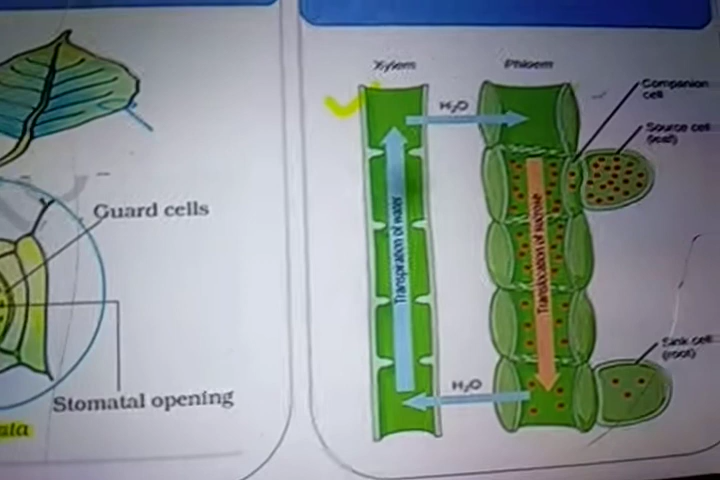 Guard cells
Stomatal opening
ata
Xylem
Phloem
H₂O
Companion
cell
Source cell
(leaf)
Transpiration of water
Translocation of sucrose
Sink cell
(root)
H₂O